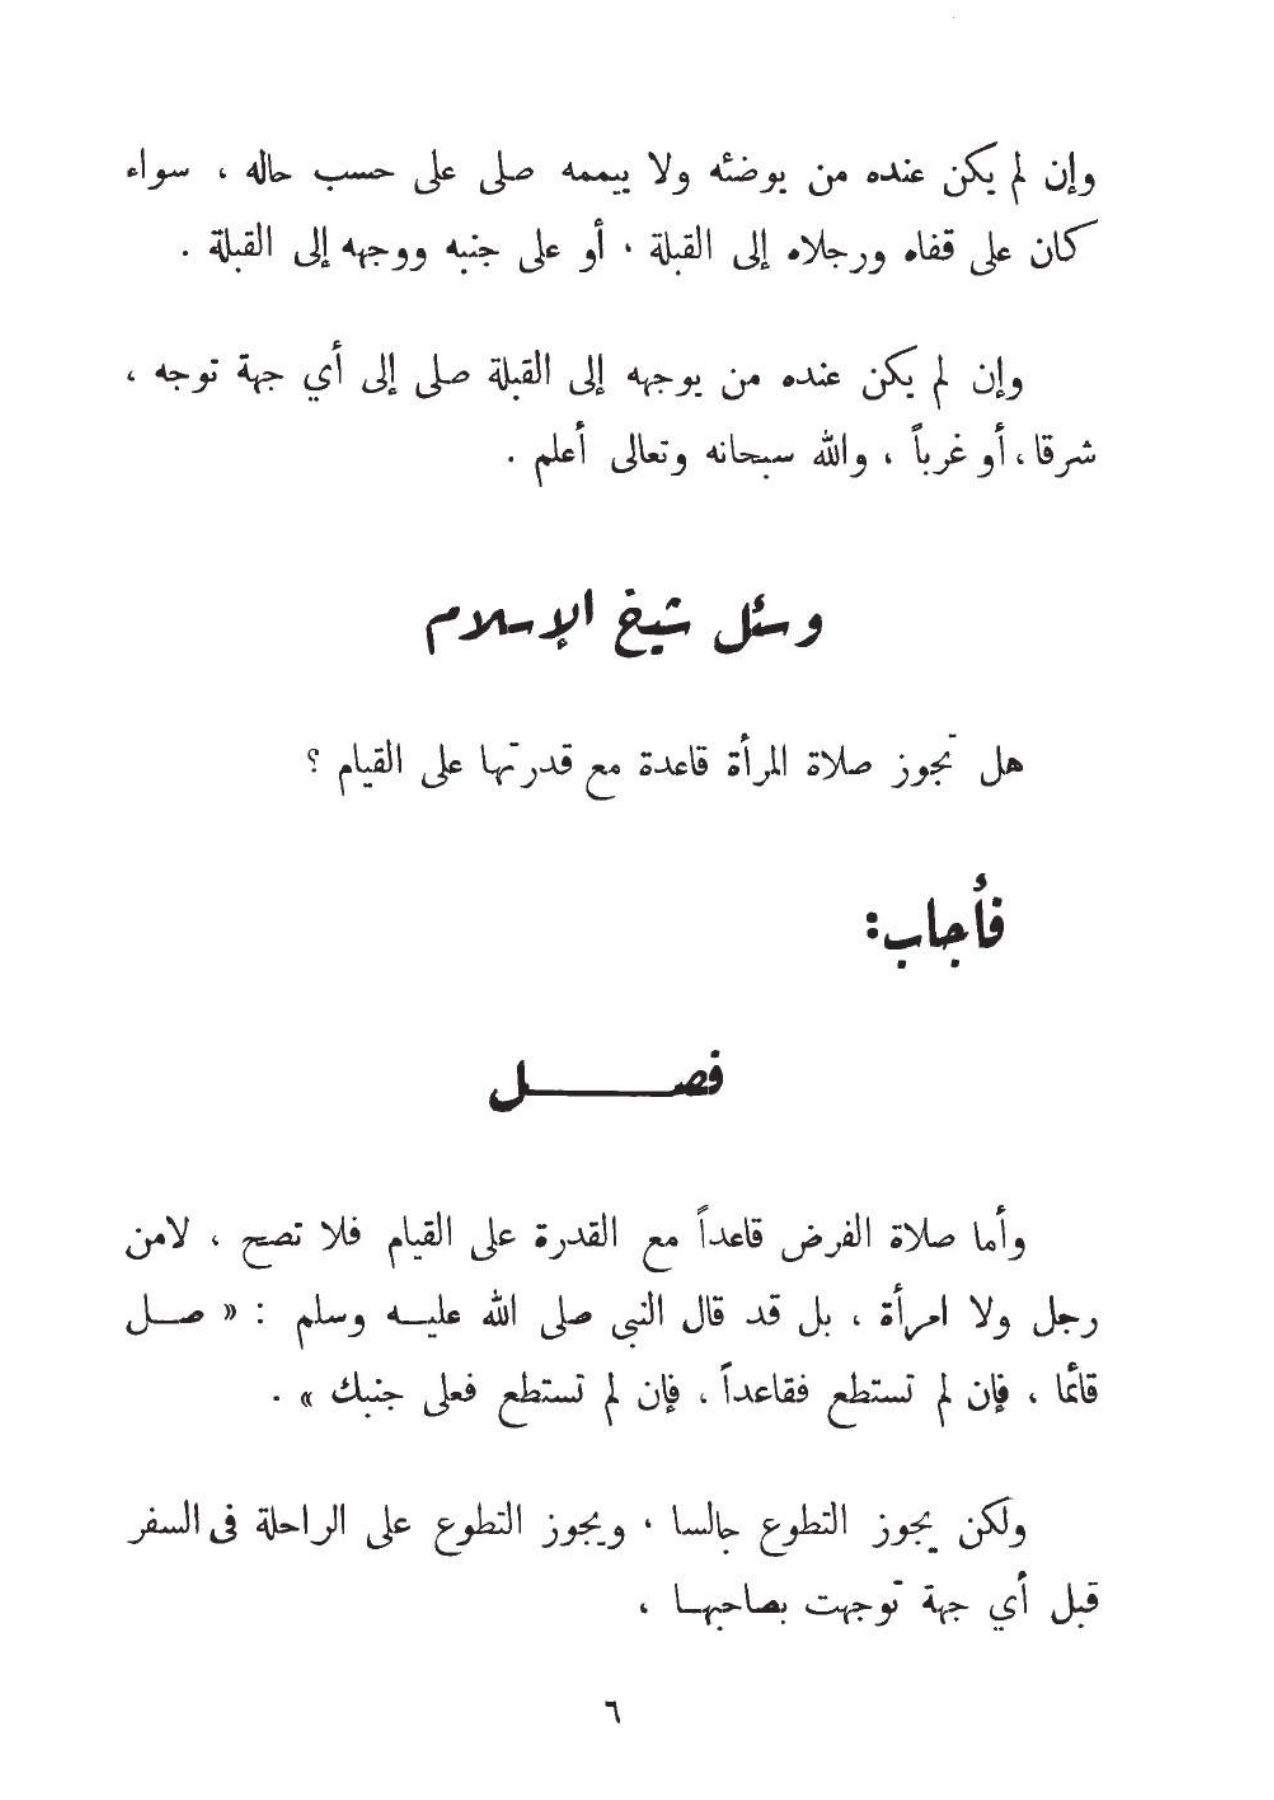 وإن لم يكن عنده من يوضئه ولا ييممه صلى على حسب حاله ، سواء
كان على قفاه ورجلاه إلى القبلة ، أو على جنبه ووجهه إلى القبلة .
وإن لم يكن عنده من يوجهه إلى القبلة صلى إلى أي جهة توجه ،
شرقا ، أو غرباً ، والله سبحانه وتعالى أعلم .
وسئل شيخ الإسلام
هل تجوز صلاة المرأة قاعدة مع قدرتها على القيام ؟
فأجاب:
فصــــــل
وأما صلاة الفرض قاعداً مع القدرة على القيام فلا تصح ، لامن
رجل ولا امرأة ، بل قد قال النبي صلى الله عليــه وسلم : « صــل
قائما ، فإن لم تستطع فقاعداً ، فإن لم تستطع فعلى جنبك » .
ولكن يجوز التطوع جالسا ، ويجوز التطوع على الراحلة في السفر
قبل أي جهة توجهت بصاحبهـا ،
٦